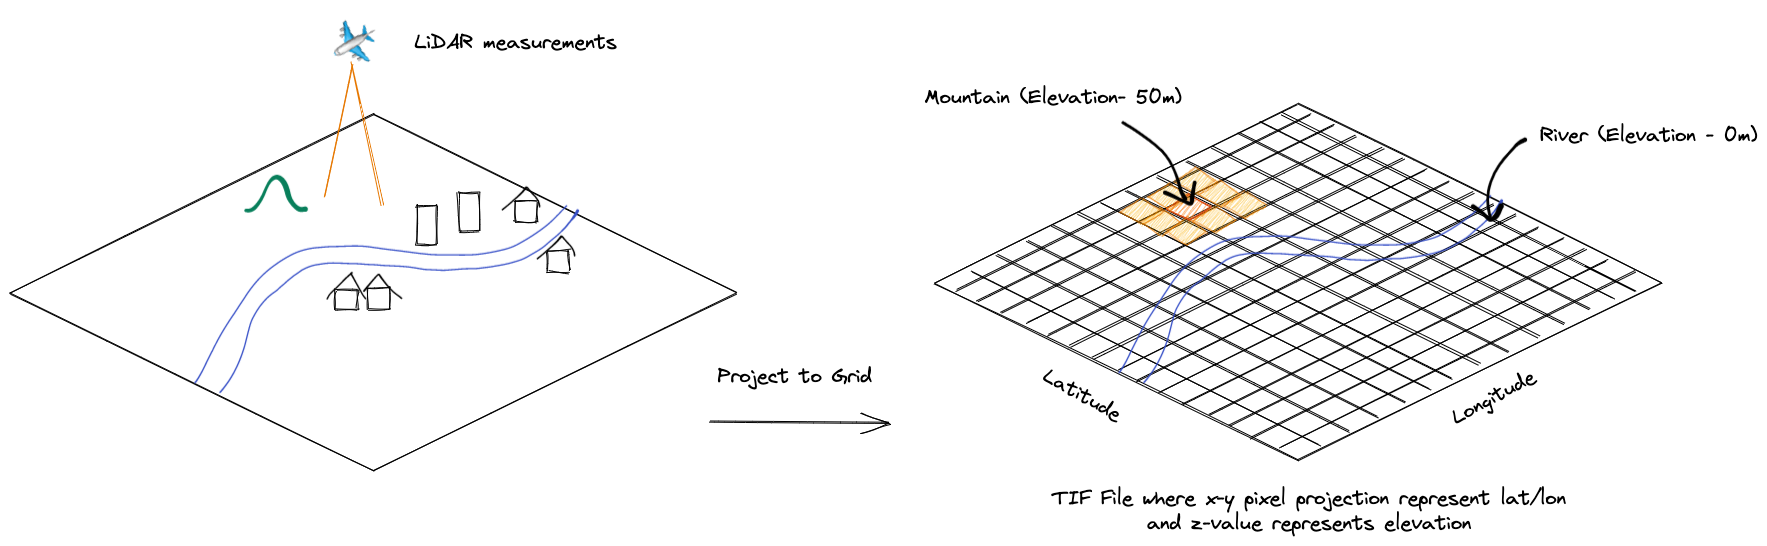 LiDAR measurements
Project to Grid
Mountain (Elevation- 50m)
River (Elevation - 0m)
Latitude
Longitude
TIF File where x-y pixel projection represent lat/lon
and z-value represents elevation